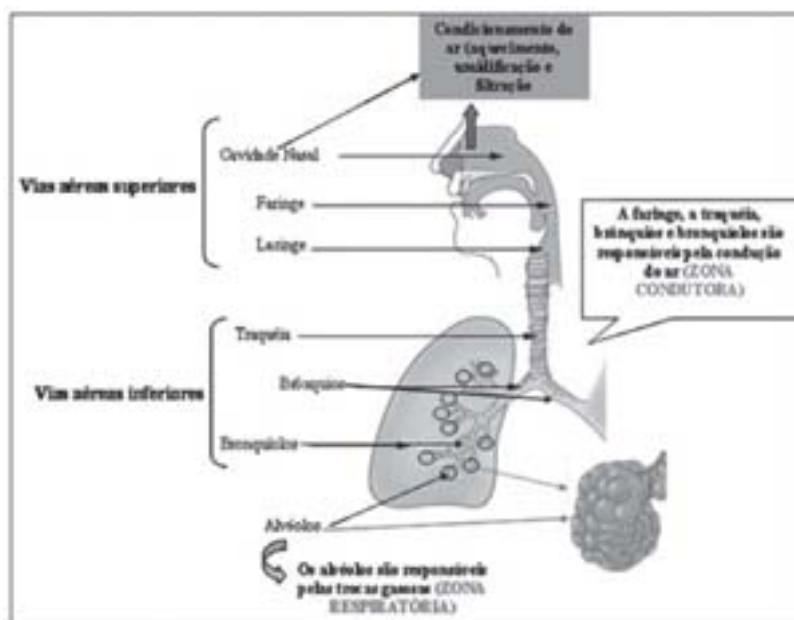 Condicionamento do
ar (aquecimento,
umidificação e
filtração
Cavidade Nasal
Vias aéreas superiores
Faringe
Laringe
A faringe, a traquéia,
brônquios e bronquíolos são
responsáveis pela condução
do ar (ZONA
CONDUTORA)
Traquéia
Brônquios
Vias aéreas inferiores
Bronquíolos
Alvéolos
Os alvéolos são responsáveis
pelas trocas gasosas (ZONA
RESPIRATÓRIA)